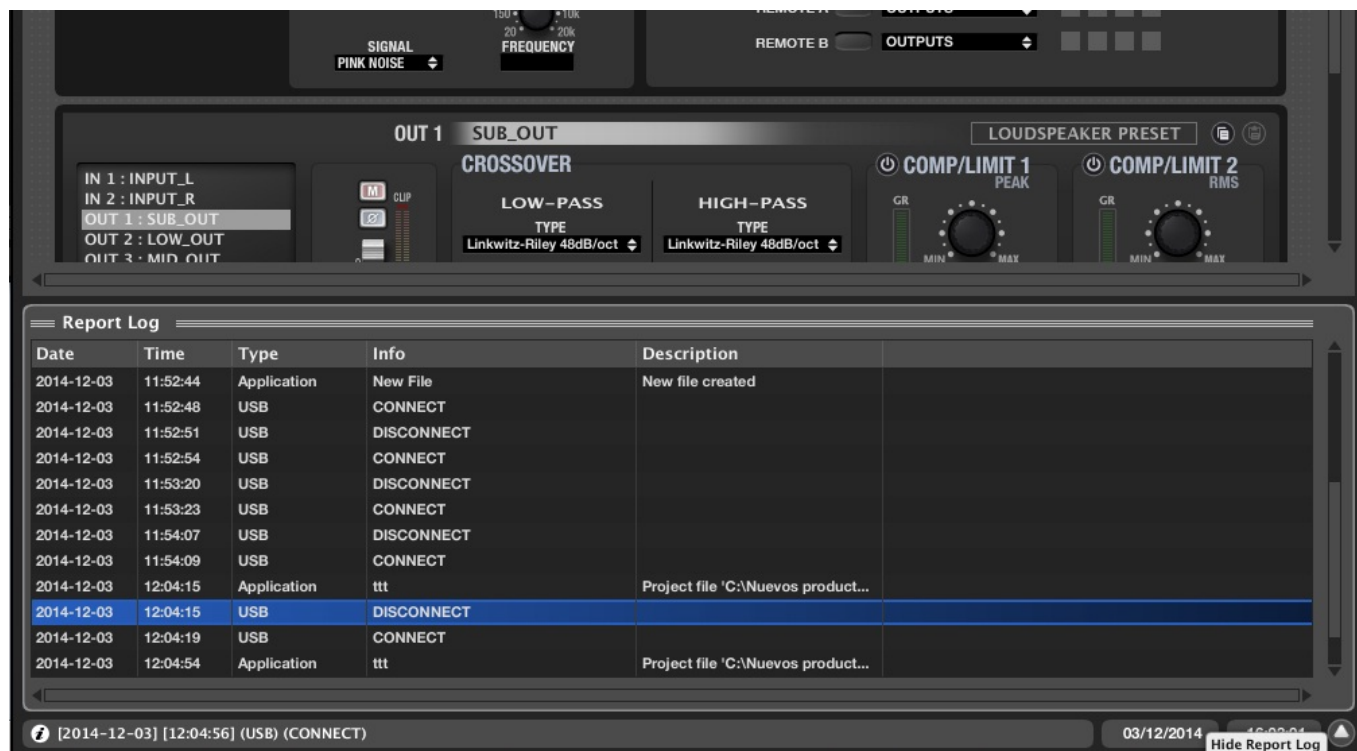 150 10k
20 20k
SIGNAL FREQUENCY
PINK NOISE
OUTPUTS
REMOTE B OUTPUTS
OUT 1 SUB_OUT LOUDSPEAKER PRESET
CROSSOVER COMP/LIMIT 1 COMP/LIMIT 2
PEAK RMS
IN 1 : INPUT_L
IN 2 : INPUT_R
OUT 1 : SUB_OUT
OUT 2 : LOW_OUT
OUT 3 : MID_OUT
M CLIP
Ø
0
LOW-PASS HIGH-PASS
TYPE TYPE
Linkwitz-Riley 48dB/oct Linkwitz-Riley 48dB/oct
GR GR
MIN MAX MIN MAX
Report Log
Date Time Type Info Description
2014-12-03 11:52:44 Application New File New file created
2014-12-03 11:52:48 USB CONNECT
2014-12-03 11:52:51 USB DISCONNECT
2014-12-03 11:52:54 USB CONNECT
2014-12-03 11:53:20 USB DISCONNECT
2014-12-03 11:53:23 USB CONNECT
2014-12-03 11:54:07 USB DISCONNECT
2014-12-03 11:54:09 USB CONNECT
2014-12-03 12:04:15 Application ttt Project file 'C:\Nuevos product...
2014-12-03 12:04:15 USB DISCONNECT
2014-12-03 12:04:19 USB CONNECT
2014-12-03 12:04:54 Application ttt Project file 'C:\Nuevos product...
i [2014-12-03] [12:04:56] (USB) (CONNECT) 03/12/2014
Hide Report Log